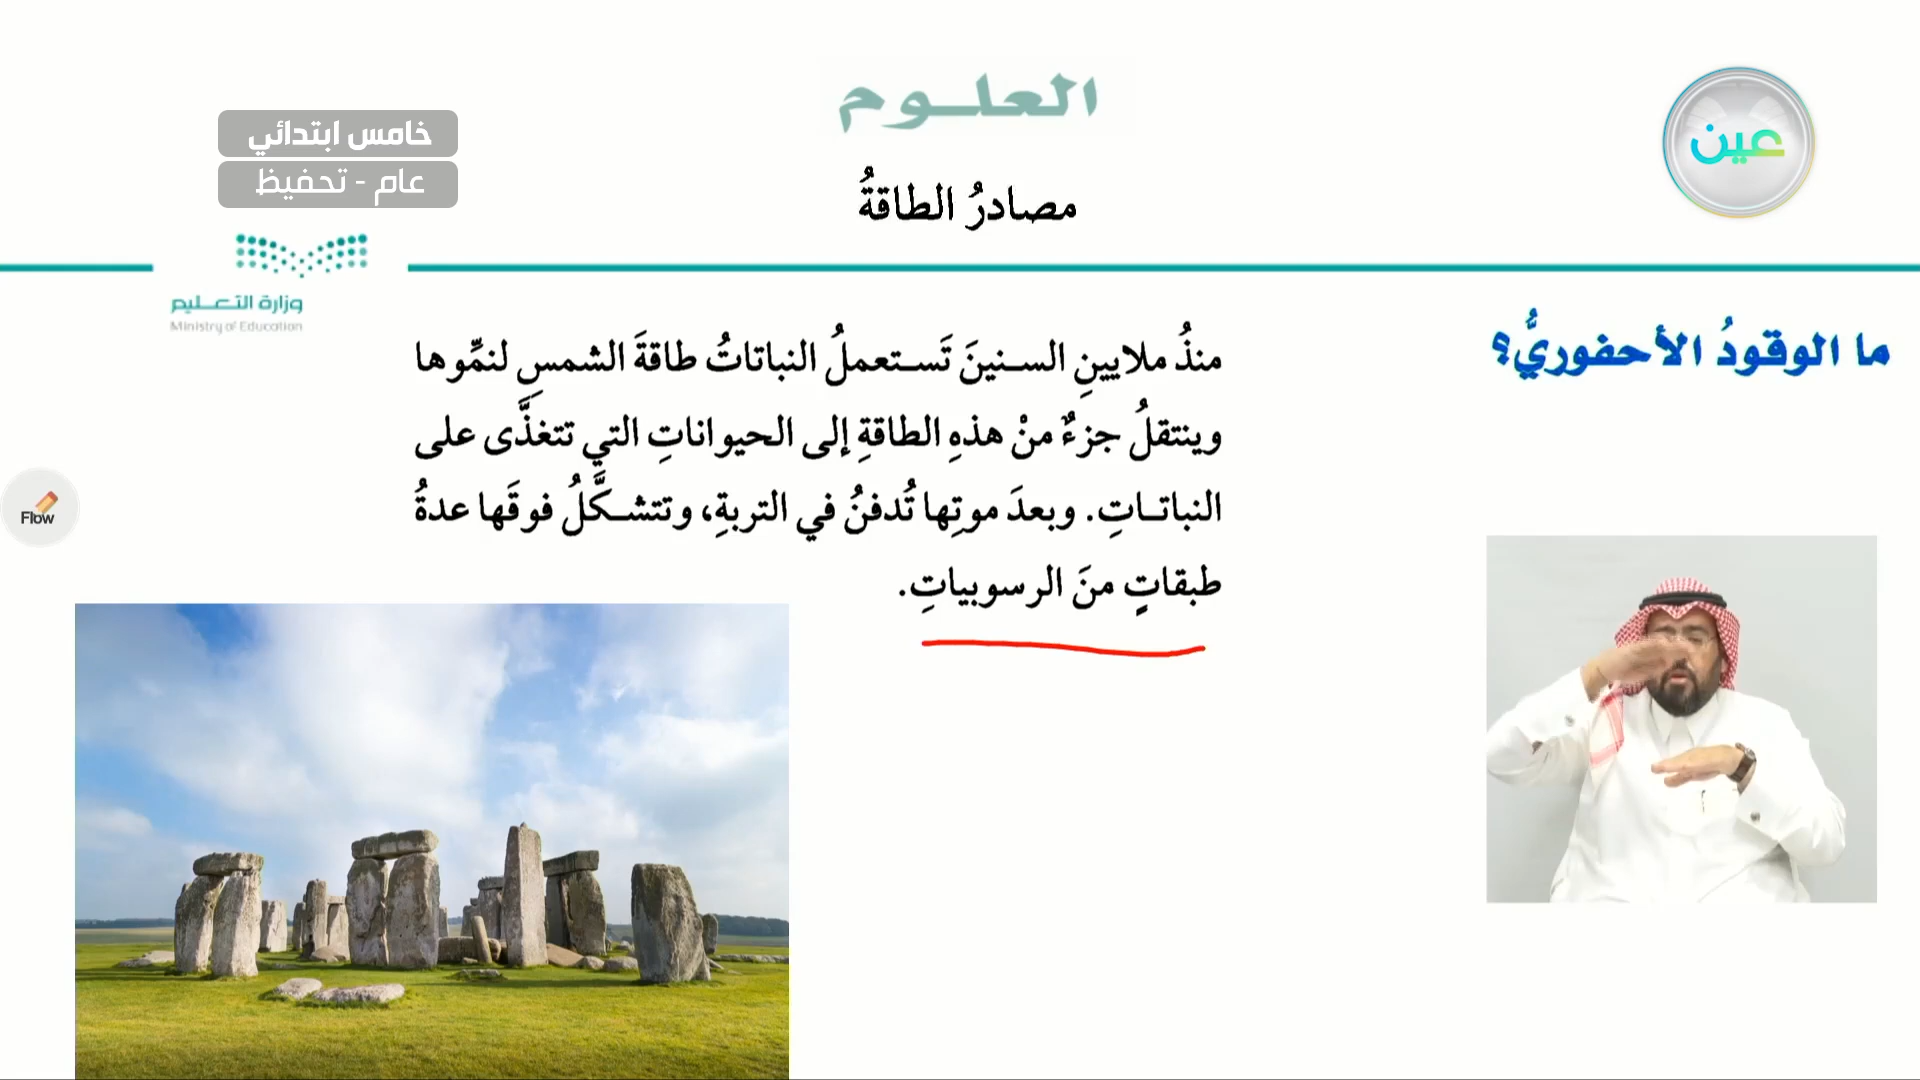 العلوم
عين
خامس ابتدائي
عام - تحفيظ
مصادرُ الطاقةُ
وزارة التعليم
Ministry of Education
ما الوقودُ الأحفوريُّ؟
منذُ ملايينِ السنينَ تَستعملُ النباتاتُ طاقةَ الشمسِ لنمِّوها
وينتقلُ جزءٌ منْ هذهِ الطاقةِ إلى الحيواناتِ التي تتغذَّى على
النباتاتِ. وبعدَ موتِها تُدفنُ في التربةِ، وتتشكَّلُ فوقَها عدةُ
طبقاتٍ منَ الرسوبياتِ.
Flow